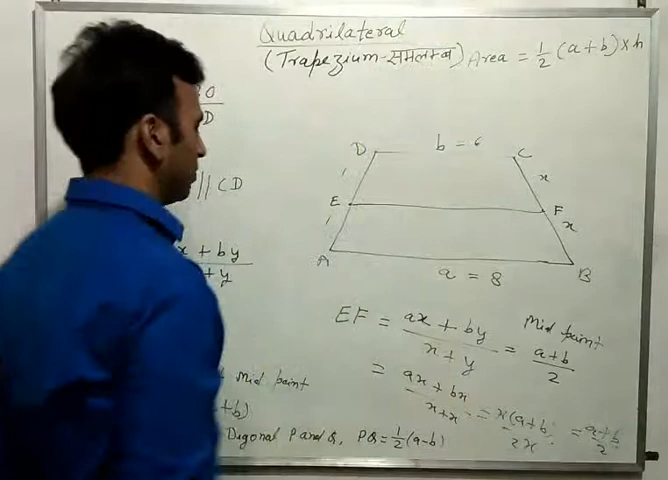 Quadrilateral
(Trapezium-समलम्ब) Area = 1/2 (a+b)×h
O
D
D b = 6 C
x
|| CD
E F
x
x + by
+ y
A B
a = 8
EF = ax + by / x + y = a+b / 2 Mid point
= ax + bx / x+x = x(a+b) / 2x = a+b / 2
Mid point
+b)
Digonal P and Q, PQ = 1/2 (a-b)